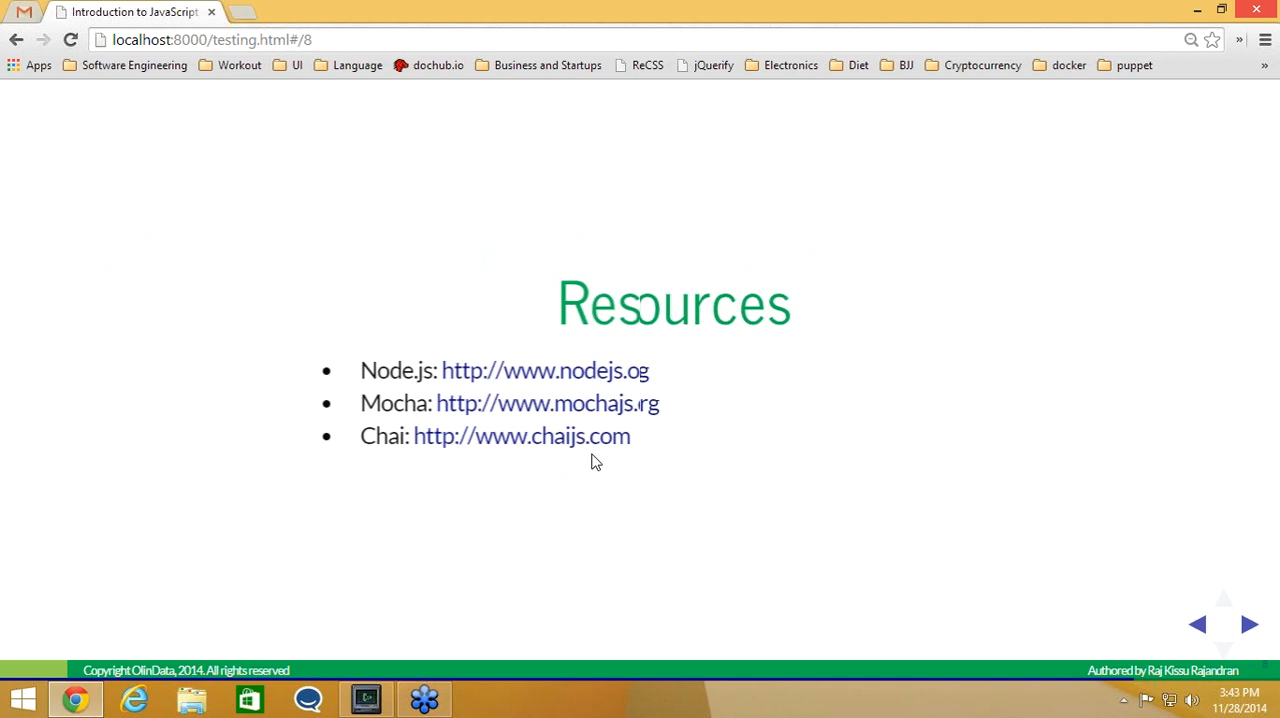 Introduction to JavaScript
localhost:8000/testing.html#/8
Apps Software Engineering Workout UI Language dochub.io Business and Startups ReCSS jQuerify Electronics Diet BJJ Cryptocurrency docker puppet
Resources
• Node.js: http://www.nodejs.og
• Mocha: http://www.mochajs.rg
• Chai: http://www.chaijs.com
Copyright OlinData, 2014. All rights reserved
Authored by Raj Kissu Rajandran
3:43 PM
11/28/2014